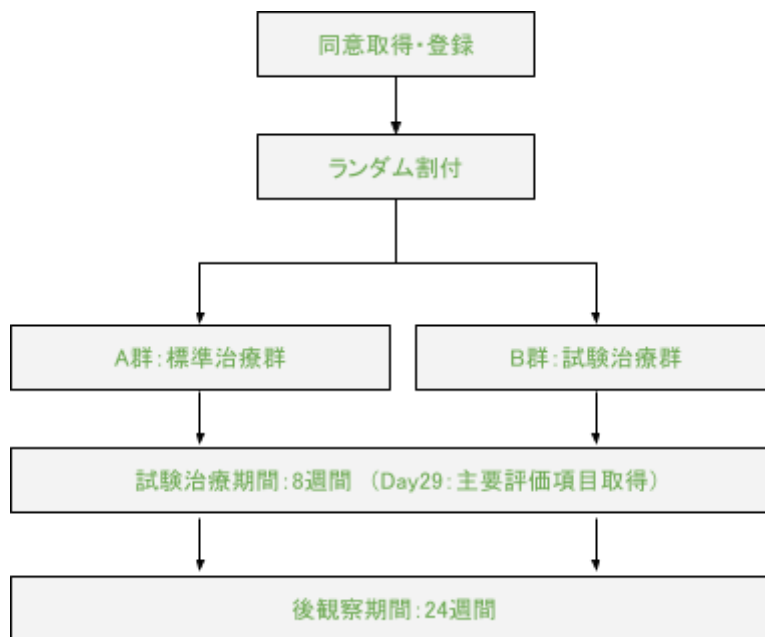 同意取得・登録
ランダム割付
A群：標準治療群
B群：試験治療群
試験治療期間：8週間　（Day29：主要評価項目取得）
後観察期間：24週間